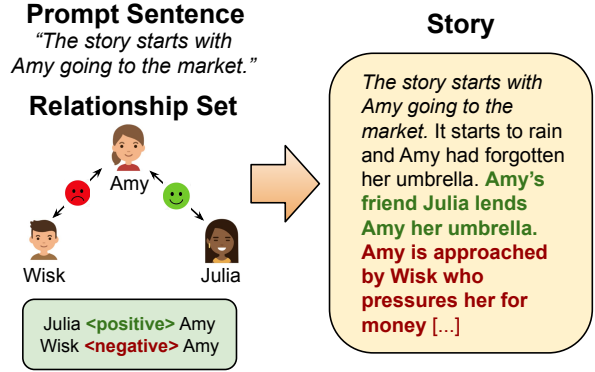 Prompt Sentence
“The story starts with
Amy going to the market.”
Relationship Set
Amy
Wisk
Julia
Julia <positive> Amy
Wisk <negative> Amy
Story
The story starts with
Amy going to the
market. It starts to rain
and Amy had forgotten
her umbrella. Amy’s
friend Julia lends
Amy her umbrella.
Amy is approached
by Wisk who
pressures her for
money [...]